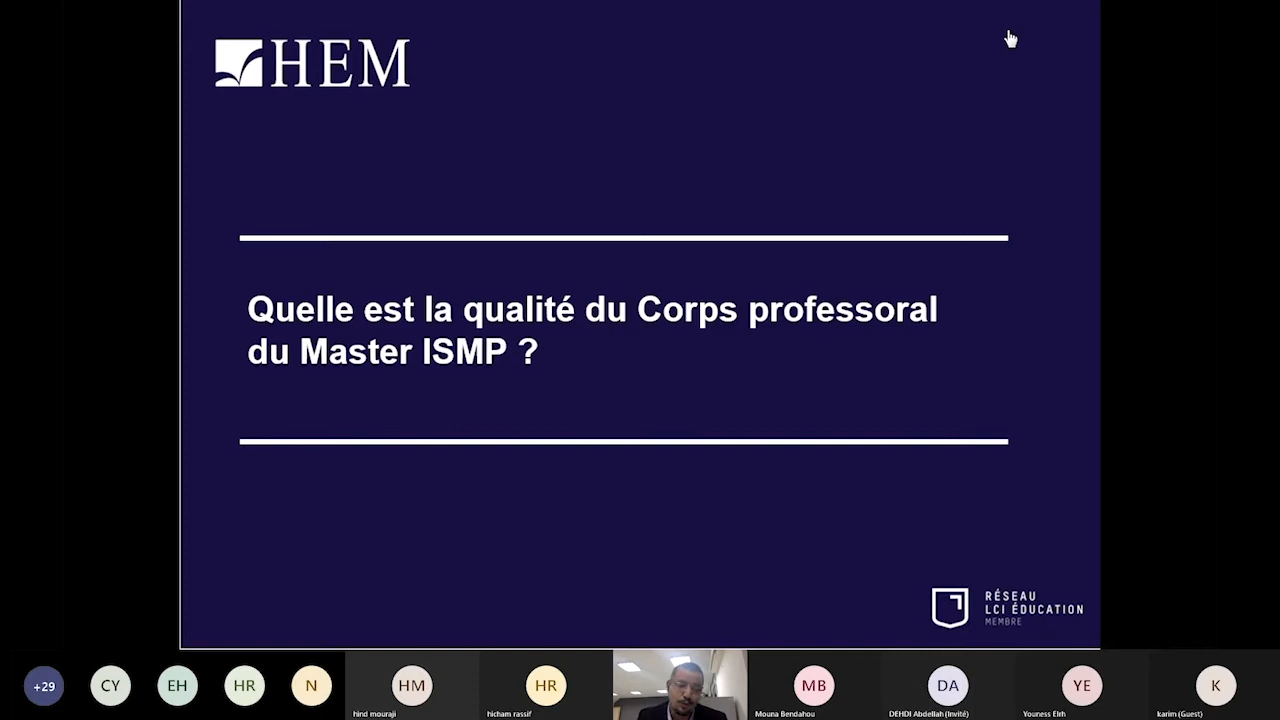 HEM
Quelle est la qualité du Corps professoral
du Master ISMP ?
RÉSEAU
LCI ÉDUCATION
MEMBRE
+29
CY
EH
HR
N
HM
HR
MB
DA
YE
K
hind mouraji
hicham rassif
Mouna Bendahou
DEHDI Abdellah (Invité)
Youness Elrh
karim (Guest)